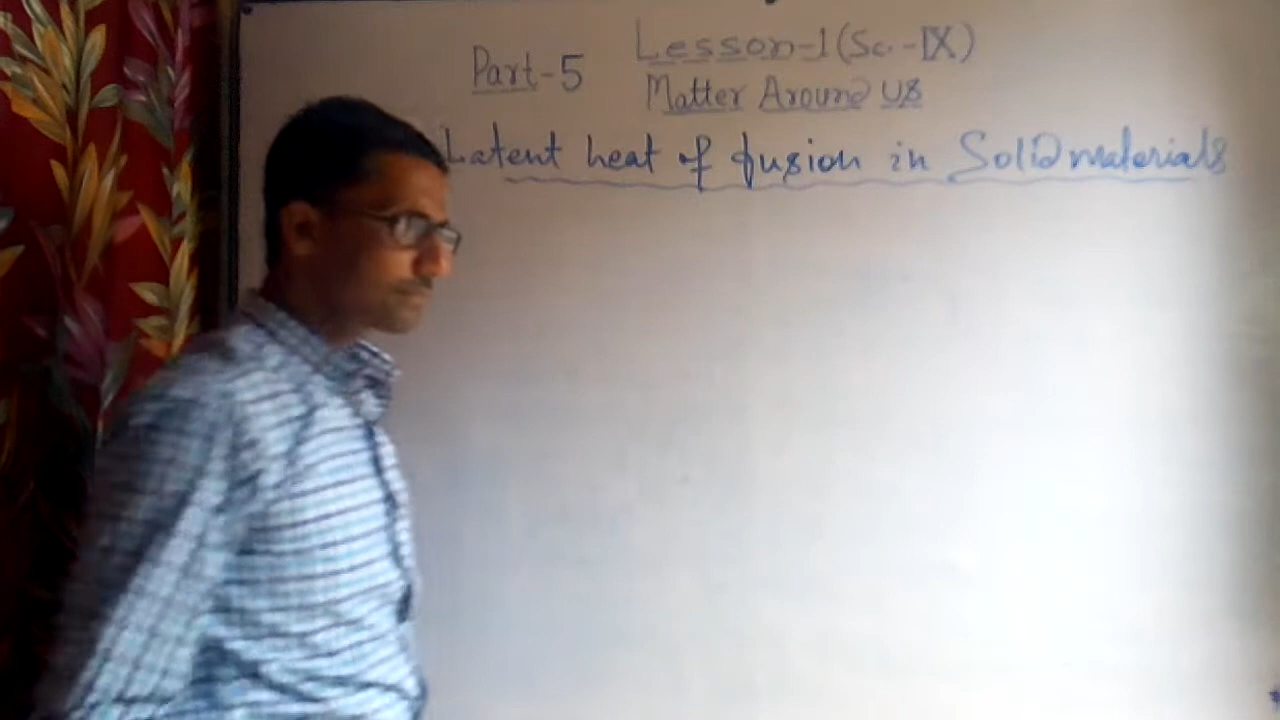 Part-5
Lesson-1 (Sc.-IX)
Matter Around us
Latent heat of fusion in Solid materials